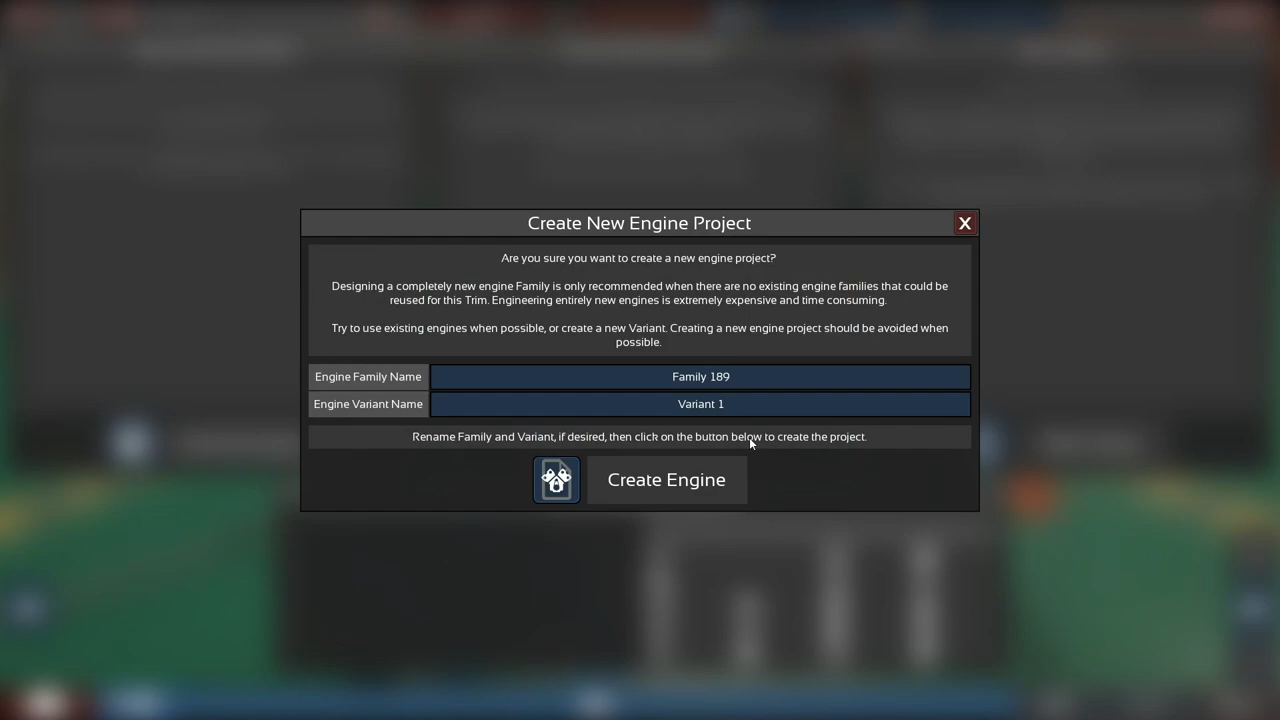 Create New Engine Project
X
Are you sure you want to create a new engine project?
Designing a completely new engine Family is only recommended when there are no existing engine families that could be
reused for this Trim. Engineering entirely new engines is extremely expensive and time consuming.
Try to use existing engines when possible, or create a new Variant. Creating a new engine project should be avoided when
possible.
Engine Family Name
Family 189
Engine Variant Name
Variant 1
Rename Family and Variant, if desired, then click on the button below to create the project.
Create Engine